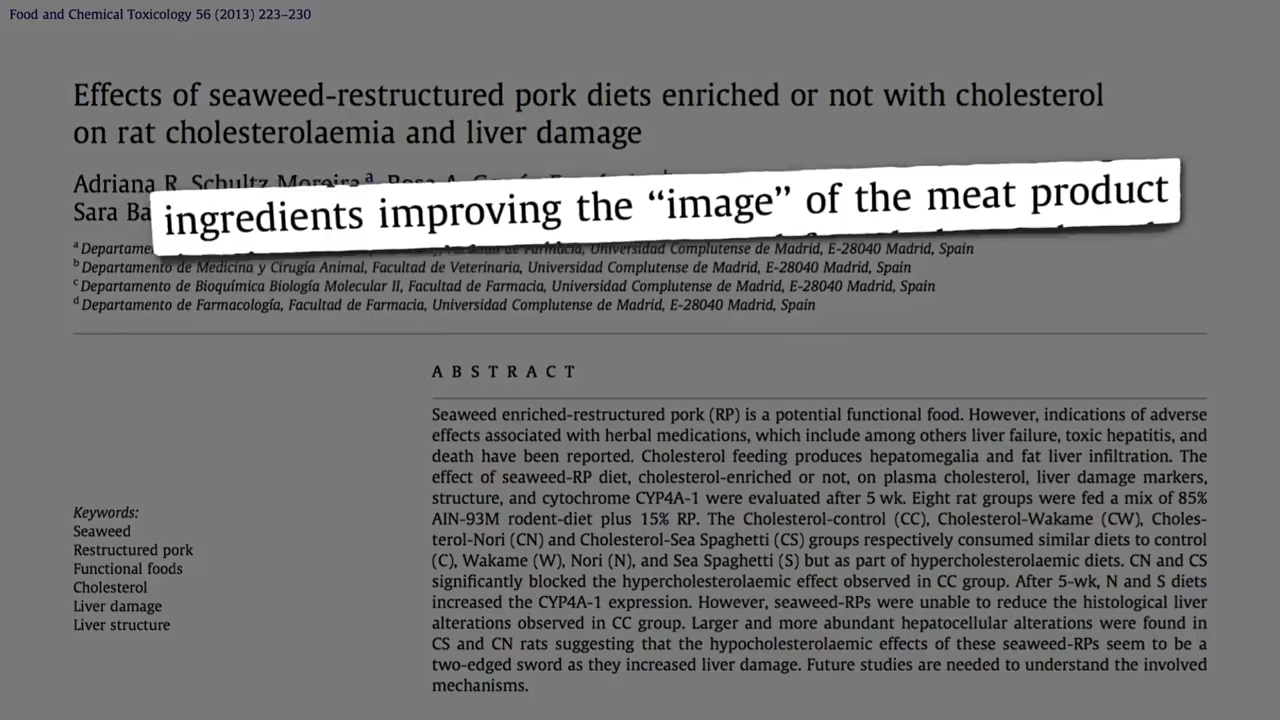 Food and Chemical Toxicology 56 (2013) 223–230
Effects of seaweed-restructured pork diets enriched or not with cholesterol
on rat cholesterolaemia and liver damage
Adriana R. Schultz Moreira a
Sara Ba
ingredients improving the “image” of the meat product
a Departame
Universidad Complutense de Madrid, E-28040 Madrid, Spain
b Departamento de Medicina y Cirugía Animal, Facultad de Veterinaria, Universidad Complutense de Madrid, E-28040 Madrid, Spain
c Departamento de Bioquímica Biología Molecular II, Facultad de Farmacia, Universidad Complutense de Madrid, E-28040 Madrid, Spain
d Departamento de Farmacología, Facultad de Farmacia, Universidad Complutense de Madrid, E-28040 Madrid, Spain
ABSTRACT
Seaweed enriched-restructured pork (RP) is a potential functional food. However, indications of adverse
effects associated with herbal medications, which include among others liver failure, toxic hepatitis, and
death have been reported. Cholesterol feeding produces hepatomegalia and fat liver infiltration. The
effect of seaweed-RP diet, cholesterol-enriched or not, on plasma cholesterol, liver damage markers,
structure, and cytochrome CYP4A-1 were evaluated after 5 wk. Eight rat groups were fed a mix of 85%
AIN-93M rodent-diet plus 15% RP. The Cholesterol-control (CC), Cholesterol-Wakame (CW), Choles-
terol-Nori (CN) and Cholesterol-Sea Spaghetti (CS) groups respectively consumed similar diets to control
(C), Wakame (W), Nori (N), and Sea Spaghetti (S) but as part of hypercholesterolaemic diets. CN and CS
significantly blocked the hypercholesterolaemic effect observed in CC group. After 5-wk, N and S diets
increased the CYP4A-1 expression. However, seaweed-RPs were unable to reduce the histological liver
alterations observed in CC group. Larger and more abundant hepatocellular alterations were found in
CS and CN rats suggesting that the hypocholesterolaemic effects of these seaweed-RPs seem to be a
two-edged sword as they increased liver damage. Future studies are needed to understand the involved
mechanisms.
Keywords:
Seaweed
Restructured pork
Functional foods
Cholesterol
Liver damage
Liver structure